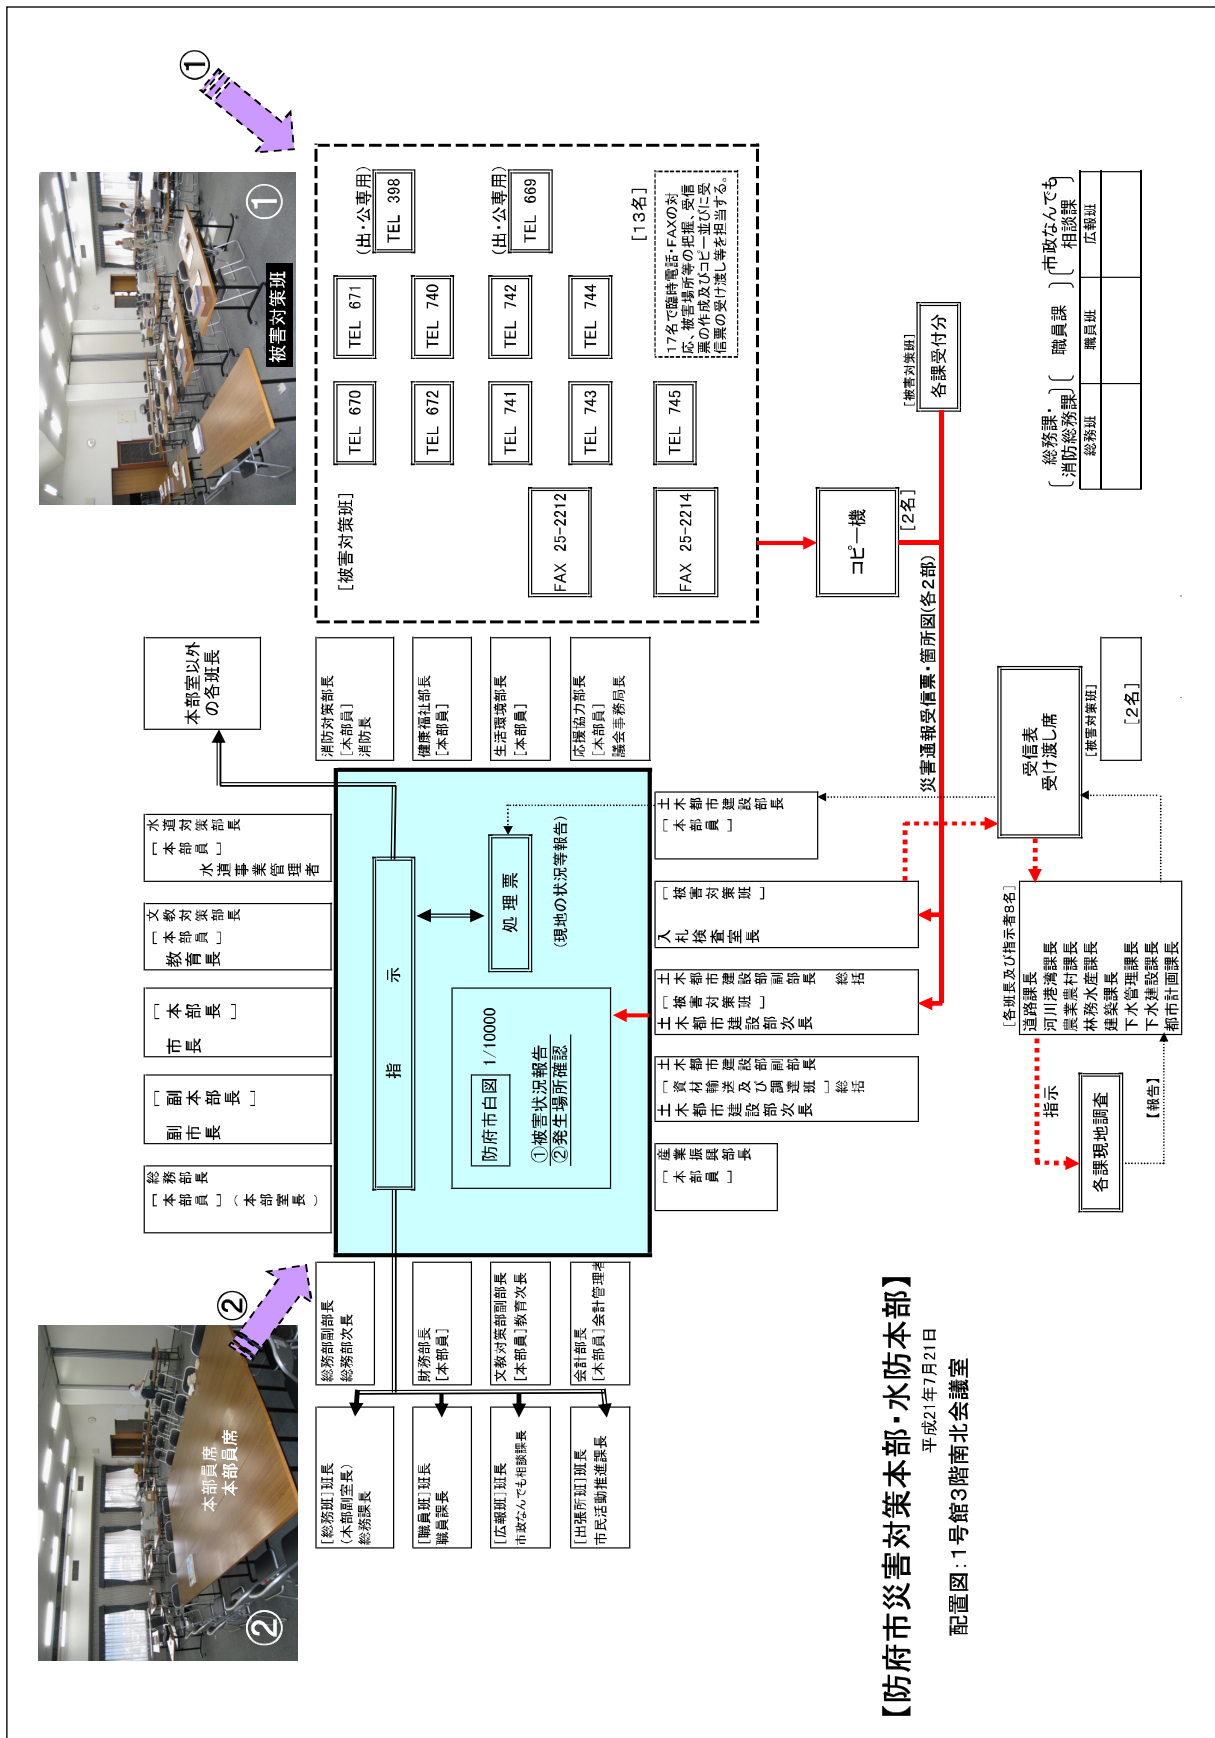 【防府市災害対策本部・水防本部】
平成21年7月21日
配置図：1号館3階南北会議室
②
本部員席
本部員席
②
①
被害対策班
①
総務部長
［本部員］
（本部室長）
［副本部長］
副市長
［本部長］
市長
文教対策部長
［本部員］
教育長
水道対策部長
［本部員］
水道事業管理者
本部室以外
の各班長
[総務班]班長
(本部副室長)
総務課長
[職員班]班長
職員課長
[広報班]班長
市政なんでも相談課長
[出張所班]班長
市民活動推進課長
総務部副部長
総務部次長
財務部長
[本部員]
文教対策部副部長
[本部員]教育次長
会計部長
[本部員]会計管理者
指　示
防府市白図 1/10000
①被害状況報告
②発生場所確認
処理票
(現地の状況等報告)
消防対策部長
[本部員]
消防長
健康福祉部長
[本部員]
生活環境部長
[本部員]
応援協力部長
[本部員]
議会事務局長
産業振興部長
［本部員］
土木都市建設部副部長
［資材輸送及び調達班］総括
土木都市建設部次長
土木都市建設部副部長　総括
［被害対策班］
土木都市建設部次長
［被害対策班］
入札検査室長
土木都市建設部長
［本部員］
[被害対策班]
FAX 25-2212
FAX 25-2214
TEL 670
TEL 672
TEL 741
TEL 743
TEL 745
TEL 671
TEL 740
TEL 742
TEL 744
(出・公専用)
TEL 398
(出・公専用)
TEL 669
[13名]
17名で臨時電話・FAXの対
応、被害場所等の把握、受信
票の作成及びコピー並びに受
信票の受け渡し等を担当する。
コピー機
[2名]
[被害対策班]
各課受付分
災害通報受信票・箇所図(各2部)
受信表
受け渡し席
[被害対策班]
[2名]
[各班長及び指示者8名]
道路課長
河川港湾課長
農業農村課長
林務水産課長
建築課長
下水管理課長
下水建設課長
都市計画課長
指示
【報告】
各課現地調査
〔総務課・消防総務課〕〔職員課〕〔市政なんでも相談課〕
総務班　職員班　広報班